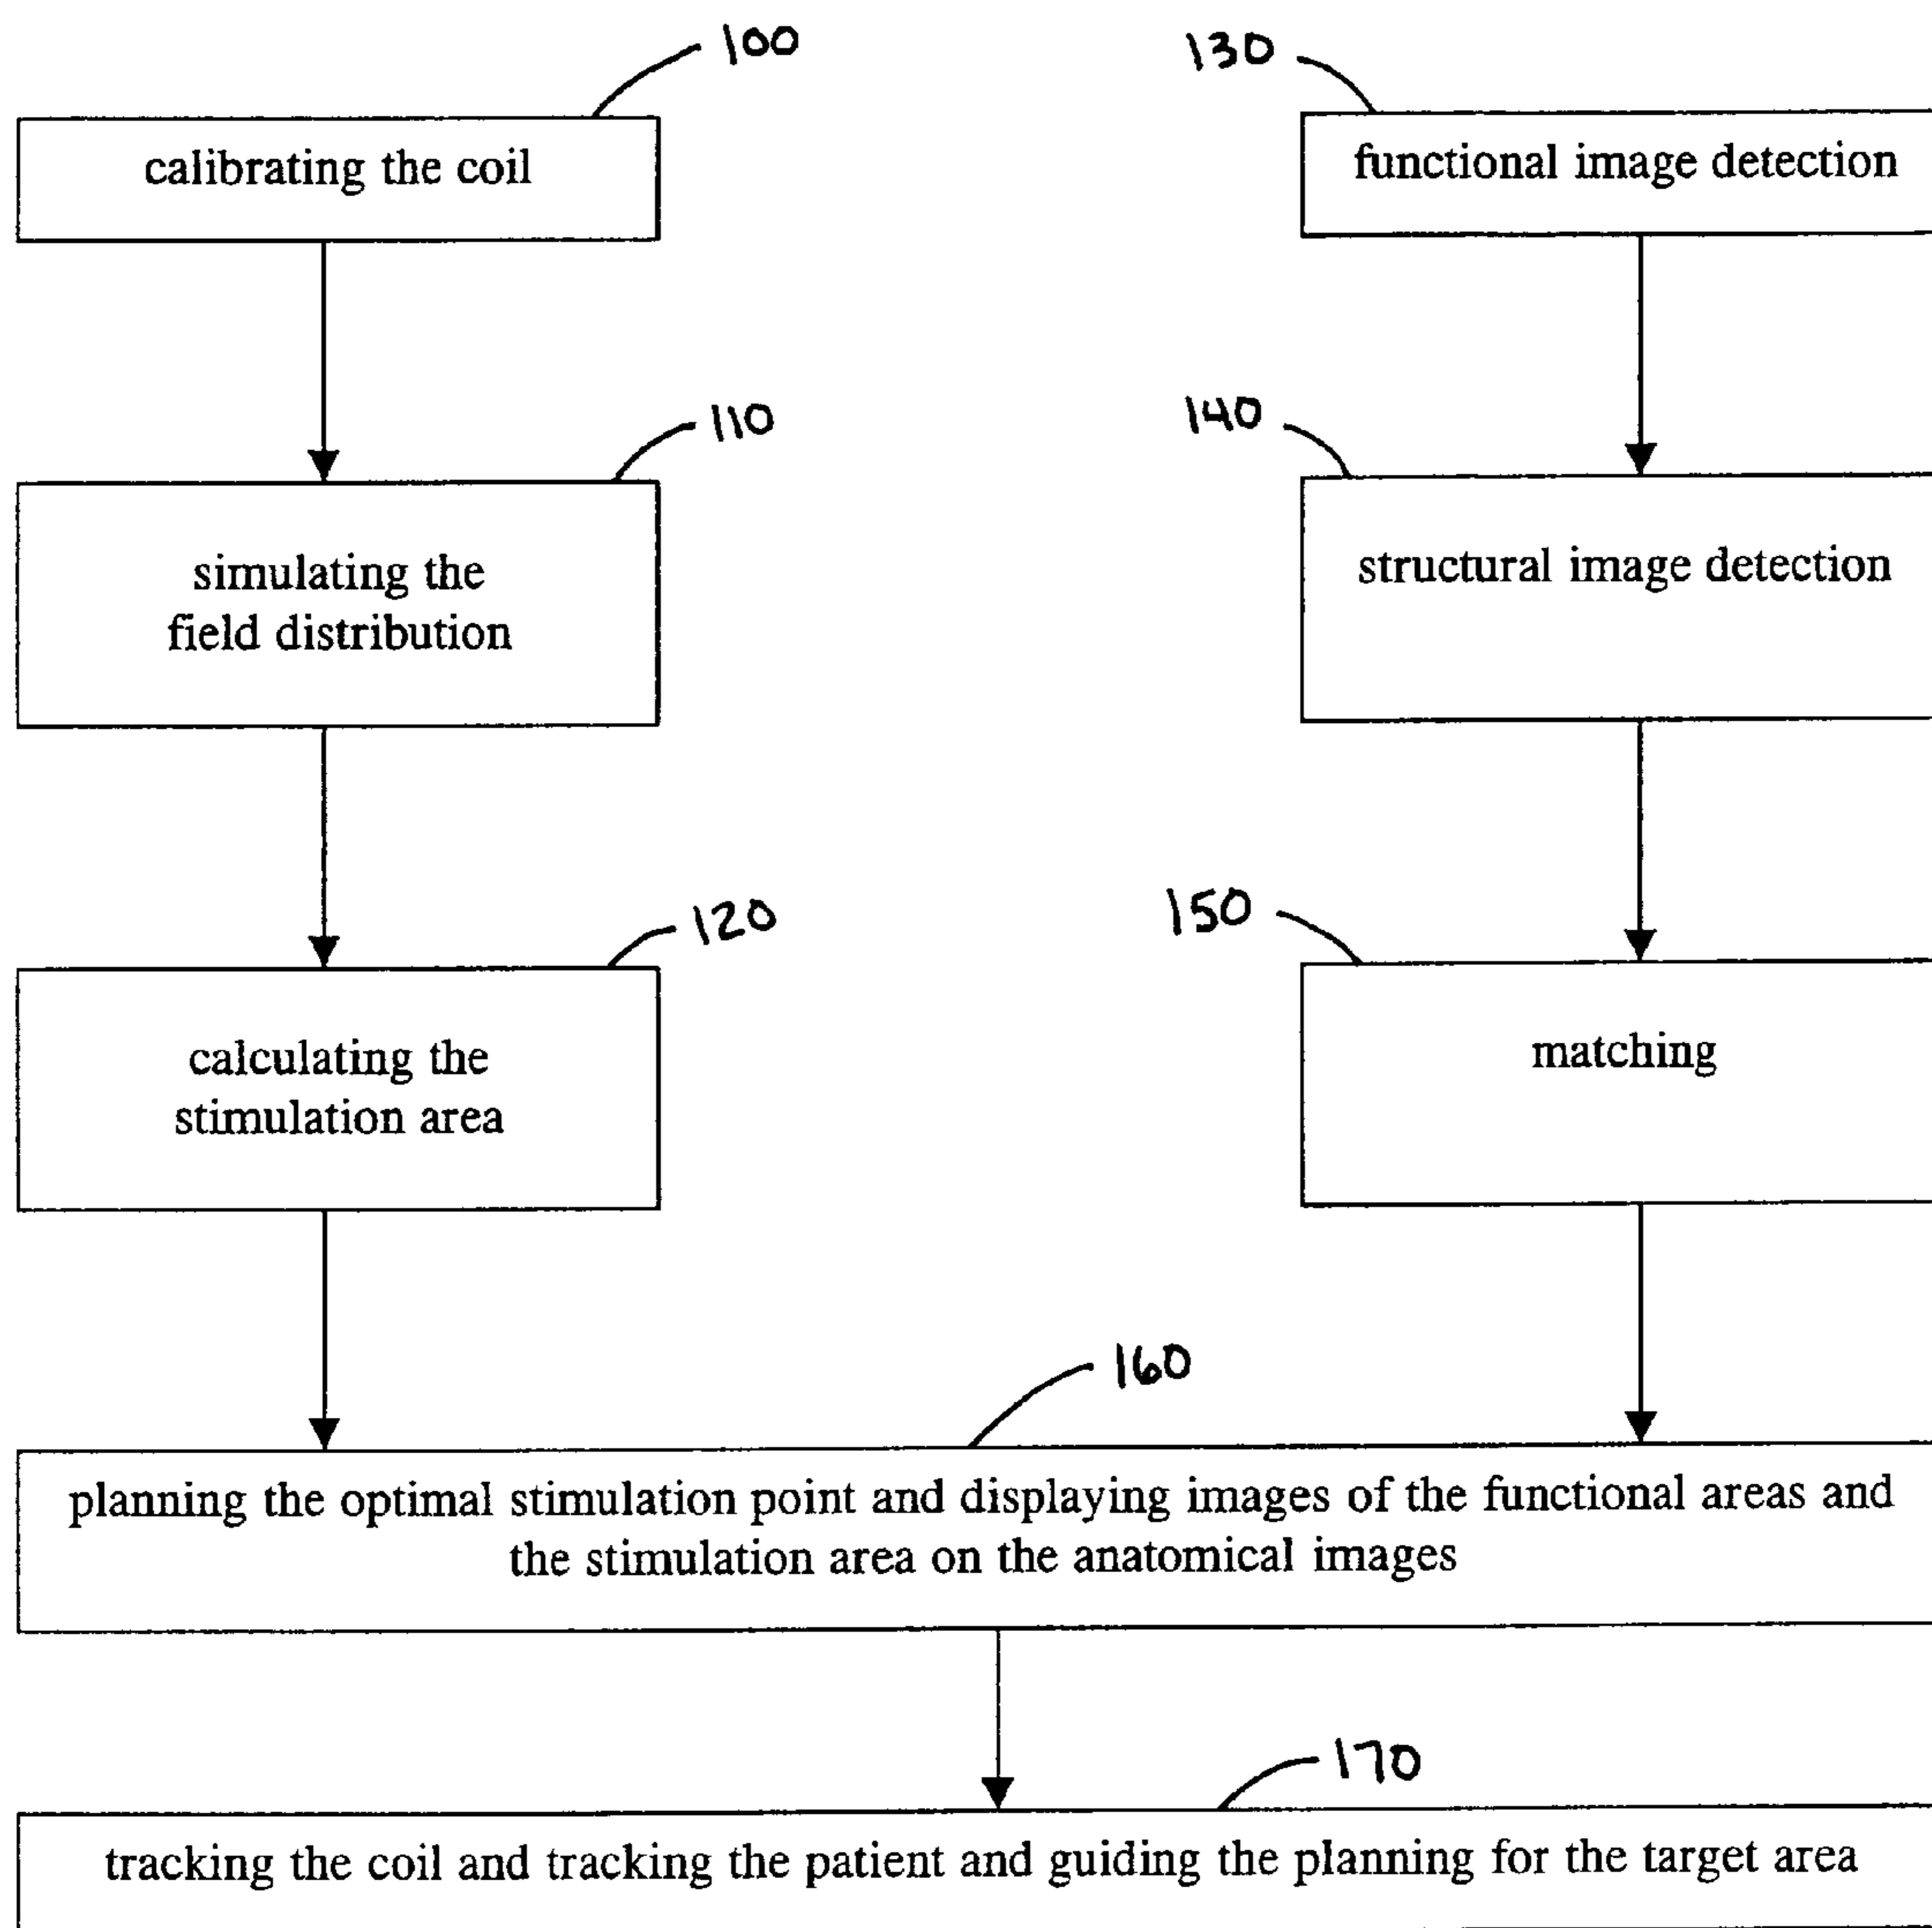 100
calibrating the coil
110
simulating the
field distribution
120
calculating the
stimulation area
130
functional image detection
140
structural image detection
150
matching
160
planning the optimal stimulation point and displaying images of the functional areas and
the stimulation area on the anatomical images
170
tracking the coil and tracking the patient and guiding the planning for the target area